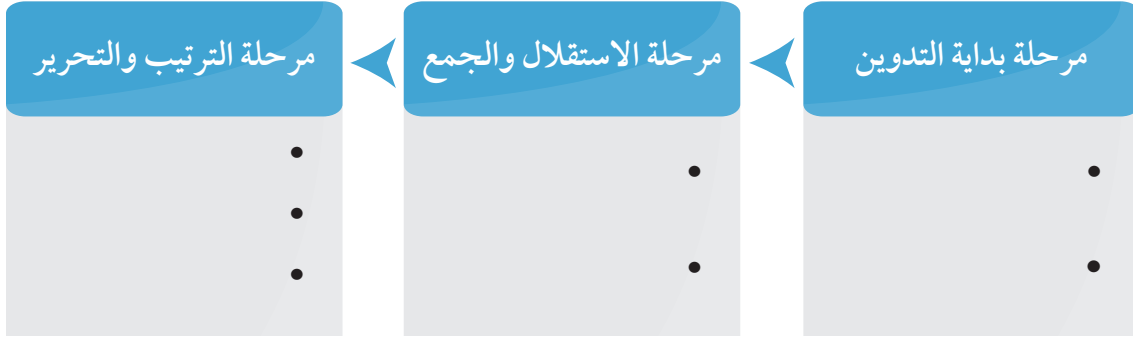 مرحلة بداية التدوين
مرحلة الاستقلال والجمع
مرحلة الترتيب والتحرير